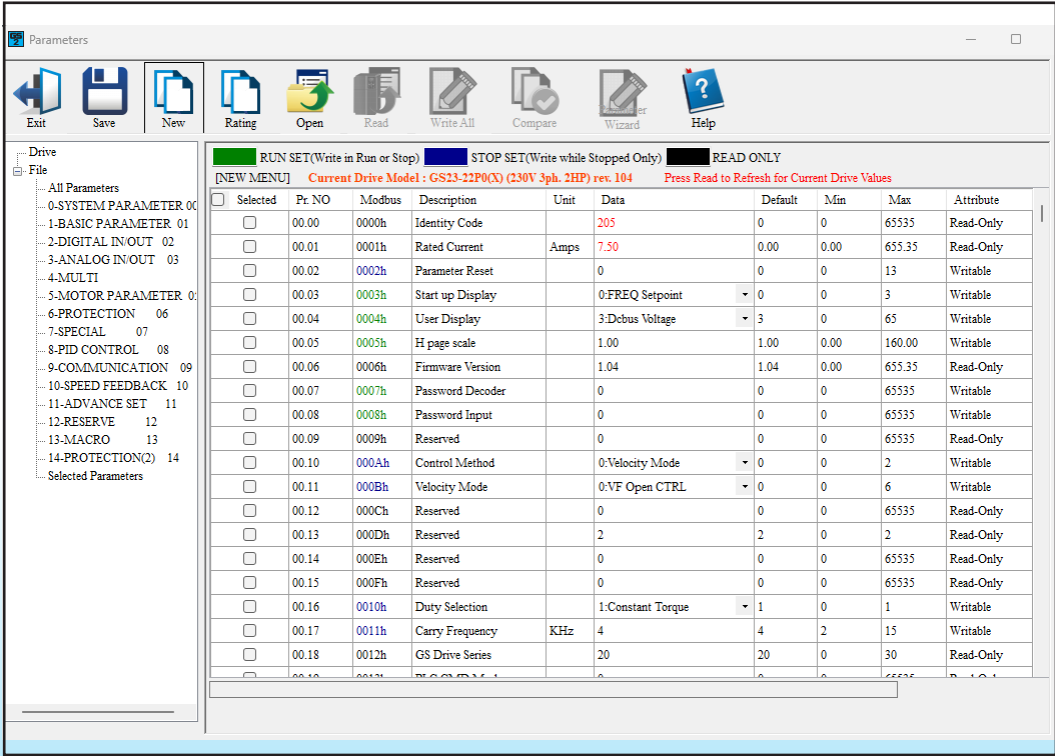 GS
2
Parameters
Exit Save New Rating Open Read Write All Compare Parameter Wizard Help
Drive
File
All Parameters
0-SYSTEM PARAMETER 00
1-BASIC PARAMETER 01
2-DIGITAL IN/OUT 02
3-ANALOG IN/OUT 03
4-MULTI
5-MOTOR PARAMETER
6-PROTECTION 06
7-SPECIAL 07
8-PID CONTROL 08
9-COMMUNICATION 09
10-SPEED FEEDBACK 10
11-ADVANCE SET 11
12-RESERVE 12
13-MACRO 13
14-PROTECTION(2) 14
Selected Parameters
RUN SET(Write in Run or Stop) STOP SET(Write while Stopped Only) READ ONLY
[NEW MENU] Current Drive Model : GS23-22P0(X) (230V 3ph. 2HP) rev. 104 Press Read to Refresh for Current Drive Values
Selected Pr. NO Modbus Description Unit Data Default Min Max Attribute
00.00 0000h Identity Code 205 0 0 65535 Read-Only
00.01 0001h Rated Current Amps 7.50 0.00 0.00 655.35 Read-Only
00.02 0002h Parameter Reset 0 0 0 13 Writable
00.03 0003h Start up Display 0:FREQ Setpoint 0 0 3 Writable
00.04 0004h User Display 3:Dcbus Voltage 3 0 65 Writable
00.05 0005h H page scale 1.00 1.00 0.00 160.00 Writable
00.06 0006h Firmware Version 1.04 1.04 0.00 655.35 Read-Only
00.07 0007h Password Decoder 0 0 0 65535 Writable
00.08 0008h Password Input 0 0 0 65535 Writable
00.09 0009h Reserved 0 0 0 65535 Read-Only
00.10 000Ah Control Method 0:Velocity Mode 0 0 2 Writable
00.11 000Bh Velocity Mode 0:VF Open CTRL 0 0 6 Writable
00.12 000Ch Reserved 0 0 0 65535 Read-Only
00.13 000Dh Reserved 2 2 0 2 Read-Only
00.14 000Eh Reserved 0 0 0 65535 Read-Only
00.15 000Fh Reserved 0 0 0 65535 Read-Only
00.16 0010h Duty Selection 1:Constant Torque 1 0 1 Writable
00.17 0011h Carry Frequency KHz 4 4 2 15 Writable
00.18 0012h GS Drive Series 20 20 0 30 Read-Only